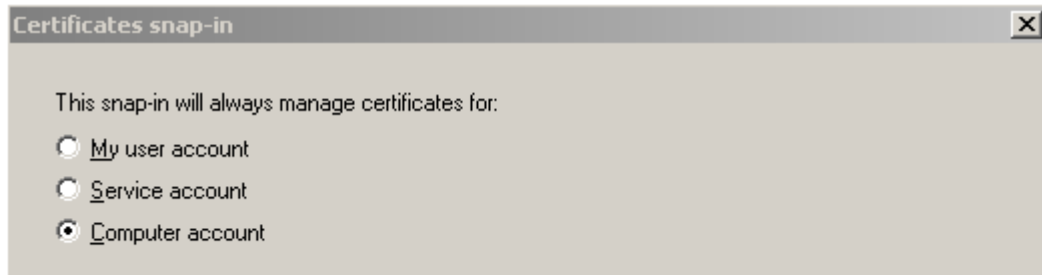 Certificates snap-in
This snap-in will always manage certificates for:
My user account
Service account
Computer account